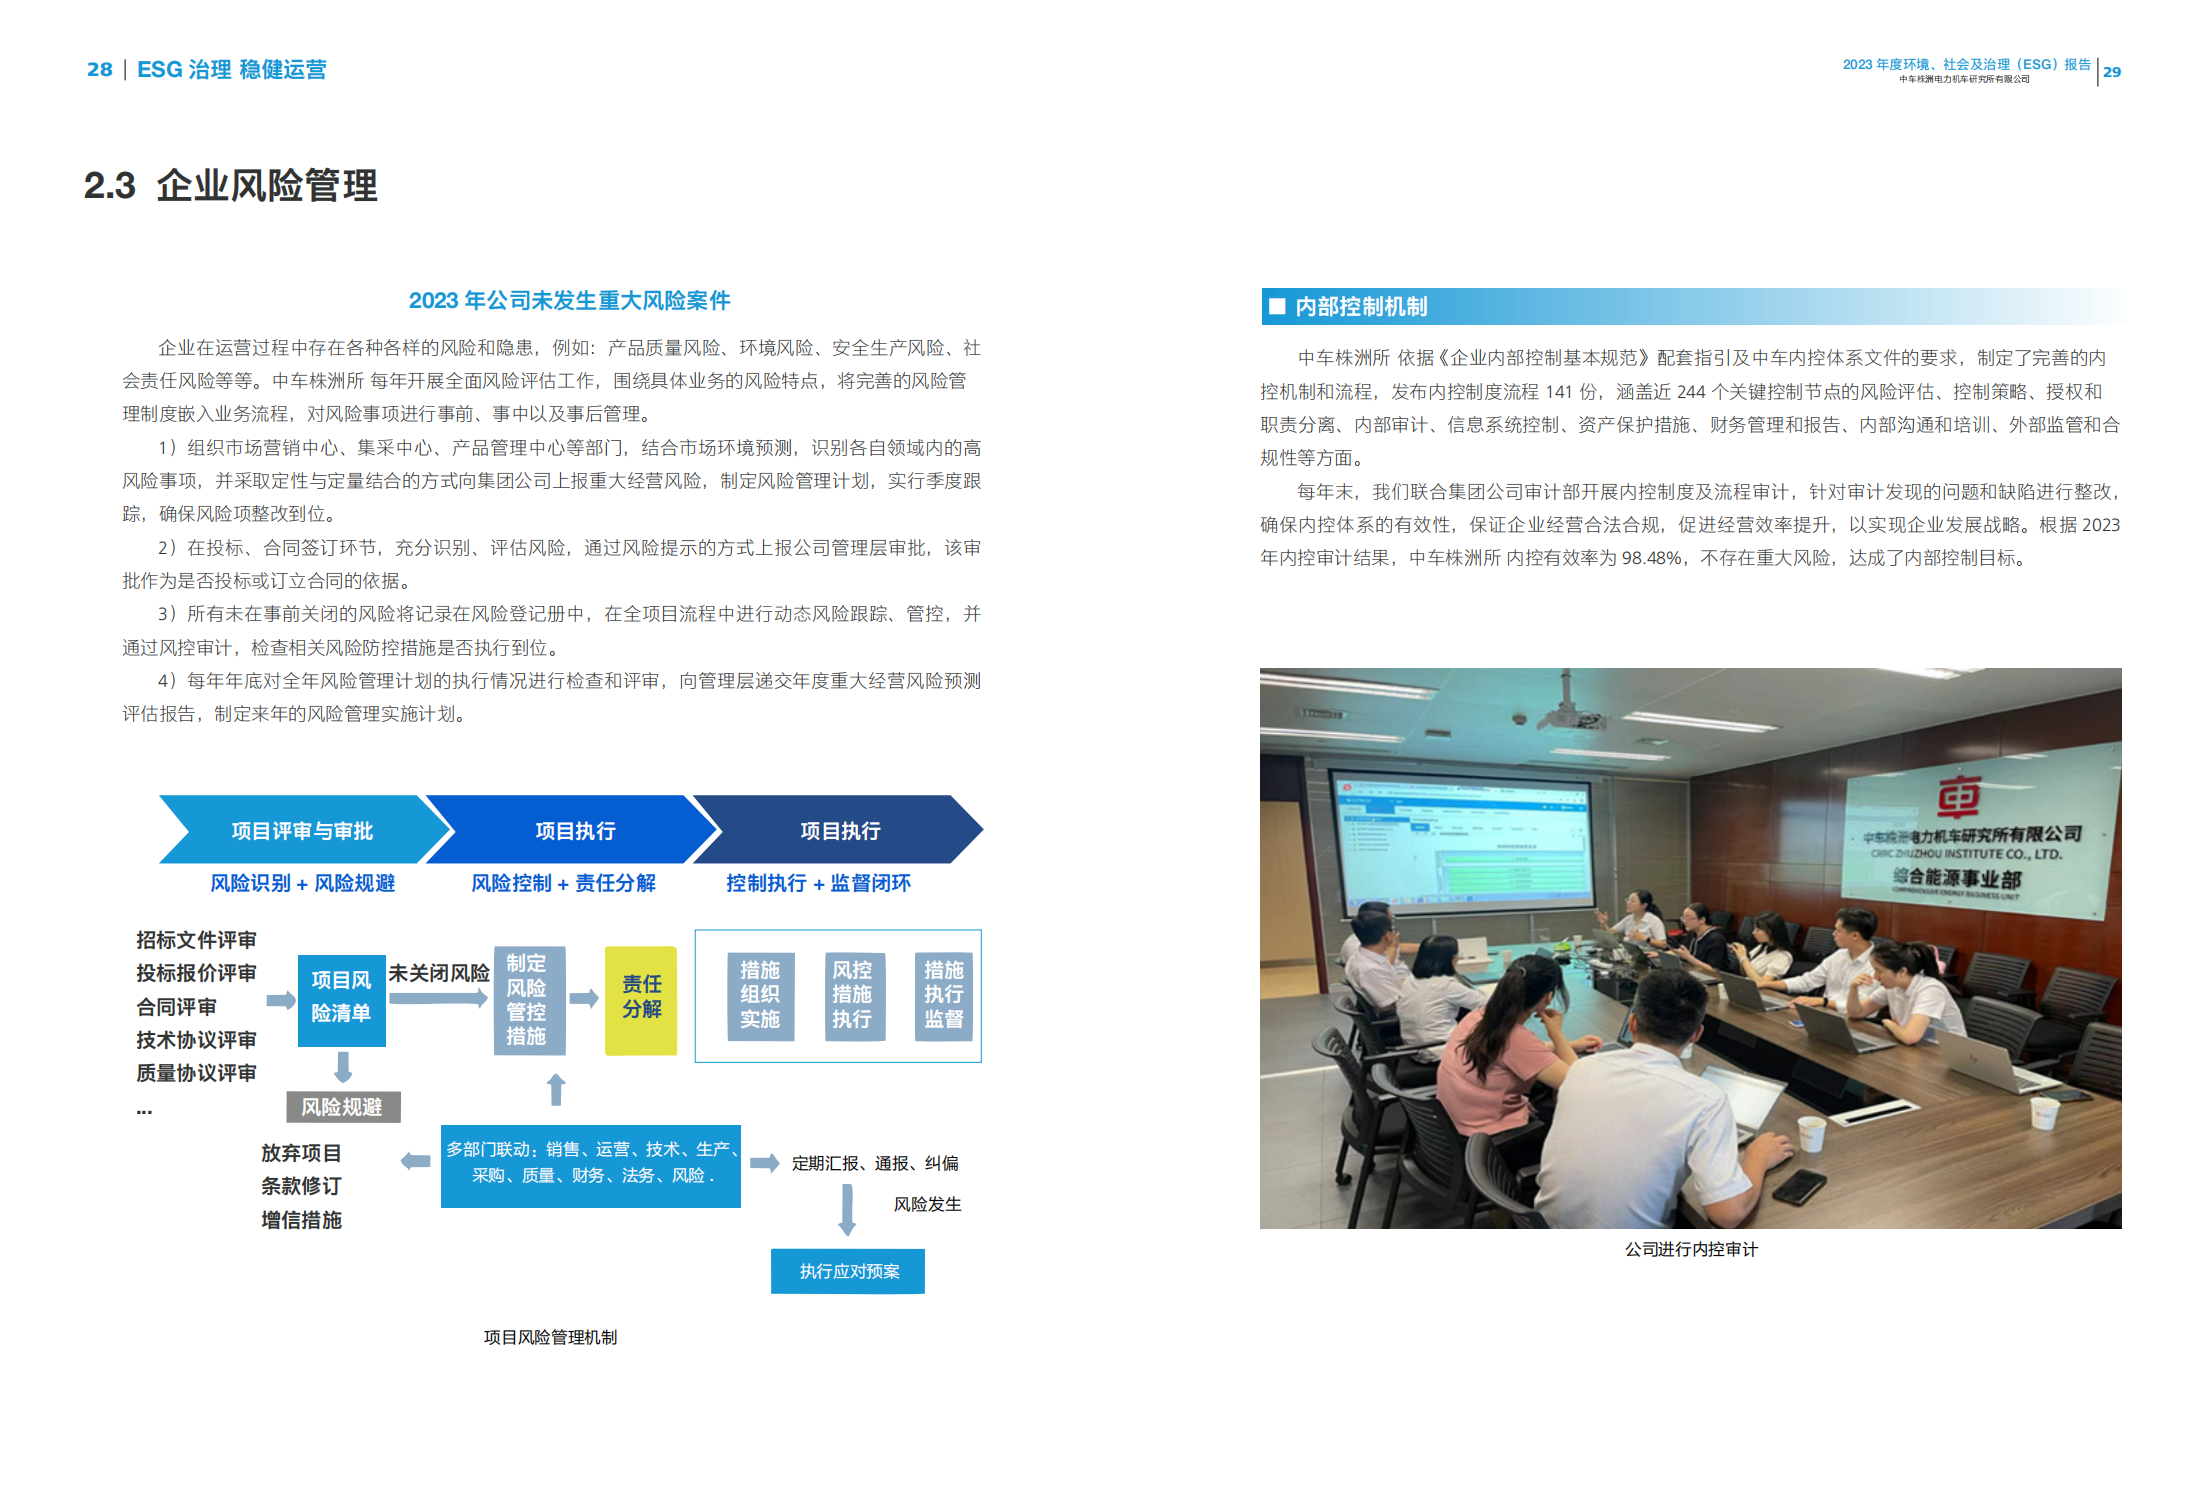 28 | ESG 治理 稳健运营
2023 年度环境、社会及治理（ESG）报告
中车株洲电力机车研究所有限公司
29
2.3 企业风险管理
2023 年公司未发生重大风险案件
企业在运营过程中存在各种各样的风险和隐患，例如：产品质量风险、环境风险、安全生产风险、社
会责任风险等等。中车株洲所 每年开展全面风险评估工作，围绕具体业务的风险特点，将完善的风险管
理制度嵌入业务流程，对风险事项进行事前、事中以及事后管理。
1）组织市场营销中心、集采中心、产品管理中心等部门，结合市场环境预测，识别各自领域内的高
风险事项，并采取定性与定量结合的方式向集团公司上报重大经营风险，制定风险管理计划，实行季度跟
踪，确保风险项整改到位。
2）在投标、合同签订环节，充分识别、评估风险，通过风险提示的方式上报公司管理层审批，该审
批作为是否投标或订立合同的依据。
3）所有未在事前关闭的风险将记录在风险登记册中，在全项目流程中进行动态风险跟踪、管控，并
通过风控审计，检查相关风险防控措施是否执行到位。
4）每年年底对全年风险管理计划的执行情况进行检查和评审，向管理层递交年度重大经营风险预测
评估报告，制定来年的风险管理实施计划。
项目评审与审批
项目执行
项目执行
风险识别 + 风险规避
风险控制 + 责任分解
控制执行 + 监督闭环
招标文件评审
投标报价评审
合同评审
技术协议评审
质量协议评审
...
项目风
险清单
未关闭风险
制定
风险
管控
措施
责任
分解
措施
组织
实施
风控
措施
执行
措施
执行
监督
风险规避
放弃项目
条款修订
增信措施
多部门联动：销售、运营、技术、生产、
采购、质量、财务、法务、风险 .
定期汇报、通报、纠偏
风险发生
执行应对预案
项目风险管理机制
■ 内部控制机制
中车株洲所 依据《企业内部控制基本规范》配套指引及中车内控体系文件的要求，制定了完善的内
控机制和流程，发布内控制度流程 141 份，涵盖近 244 个关键控制节点的风险评估、控制策略、授权和
职责分离、内部审计、信息系统控制、资产保护措施、财务管理和报告、内部沟通和培训、外部监管和合
规性等方面。
每年末，我们联合集团公司审计部开展内控制度及流程审计，针对审计发现的问题和缺陷进行整改，
确保内控体系的有效性，保证企业经营合法合规，促进经营效率提升，以实现企业发展战略。根据 2023
年内控审计结果，中车株洲所 内控有效率为 98.48%，不存在重大风险，达成了内部控制目标。
中车株洲电力机车研究所有限公司
CRRC ZHUZHOU INSTITUTE CO., LTD.
综合能源事业部
COMPREHENSIVE ENERGY BUSINESS UNIT
公司进行内控审计